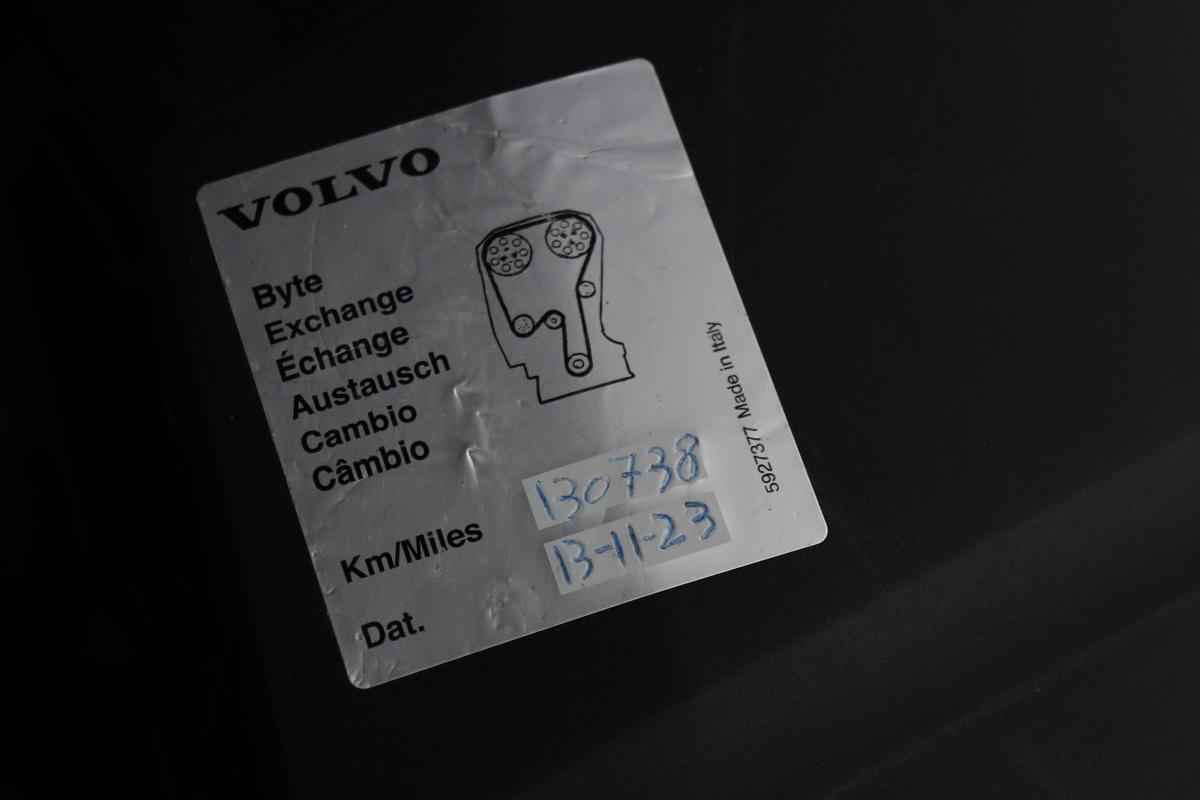 VOLVO
Byte
Exchange
Échange
Austausch
Cambio
Câmbio
Km/Miles 130738
Dat. 13-11-23
5927377 Made in Italy